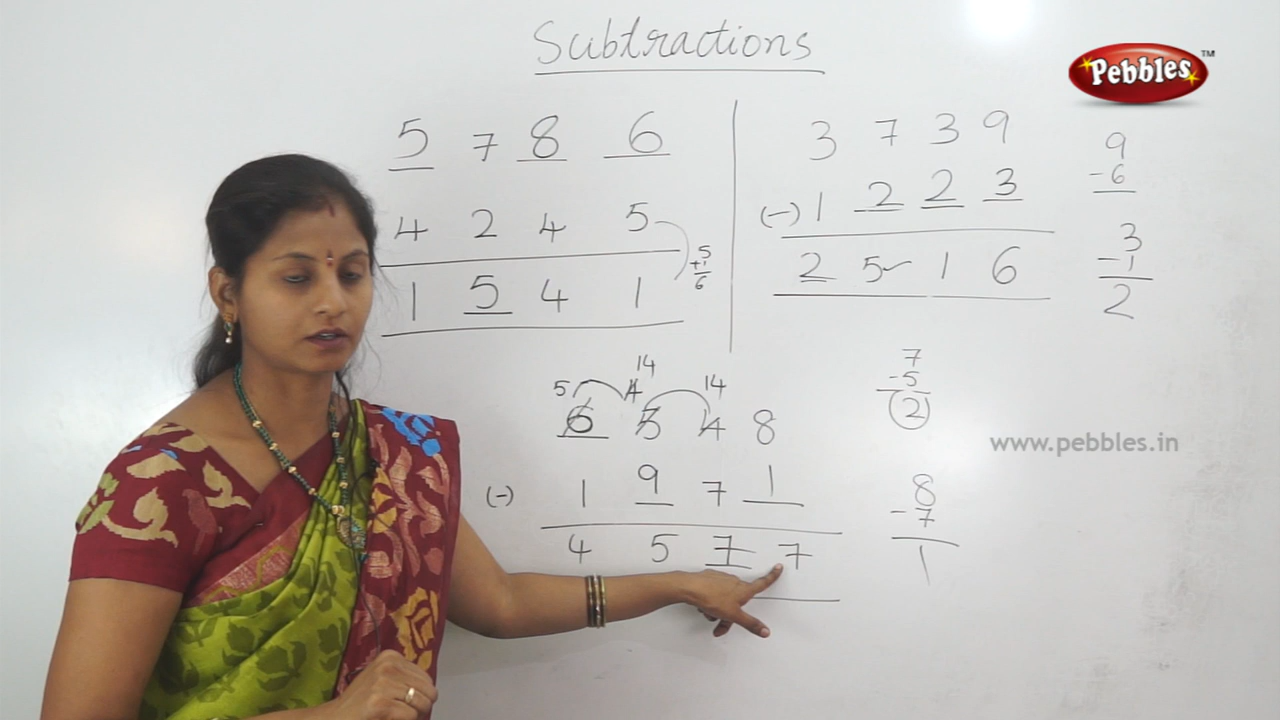 Subtractions
Pebbles™
5 7 8 6
4 2 4 5
1 5 4 1
5
+1
6
3 7 3 9
(-) 1 2 2 3
2 5 1 6
9
-6
3
-1
2
14
5 4 14
6 5 4 8
(-) 1 9 7 1
4 5 7 7
7
-5
2
www.pebbles.in
8
-7
1